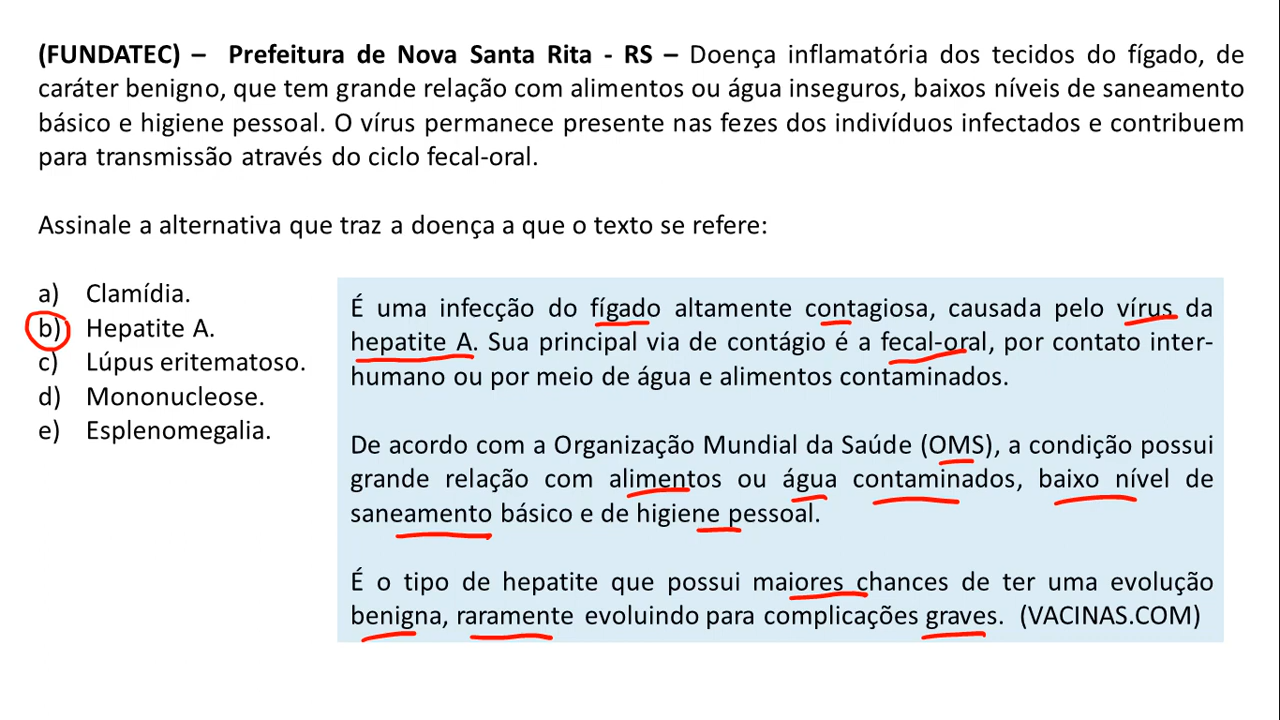 (FUNDATEC) – Prefeitura de Nova Santa Rita - RS – Doença inflamatória dos tecidos do fígado, de
caráter benigno, que tem grande relação com alimentos ou água inseguros, baixos níveis de saneamento
básico e higiene pessoal. O vírus permanece presente nas fezes dos indivíduos infectados e contribuem
para transmissão através do ciclo fecal-oral.
Assinale a alternativa que traz a doença a que o texto se refere:
a) Clamídia.
b) Hepatite A.
c) Lúpus eritematoso.
d) Mononucleose.
e) Esplenomegalia.
É uma infecção do fígado altamente contagiosa, causada pelo vírus da
hepatite A. Sua principal via de contágio é a fecal-oral, por contato inter-
humano ou por meio de água e alimentos contaminados.
De acordo com a Organização Mundial da Saúde (OMS), a condição possui
grande relação com alimentos ou água contaminados, baixo nível de
saneamento básico e de higiene pessoal.
É o tipo de hepatite que possui maiores chances de ter uma evolução
benigna, raramente evoluindo para complicações graves. (VACINAS.COM)